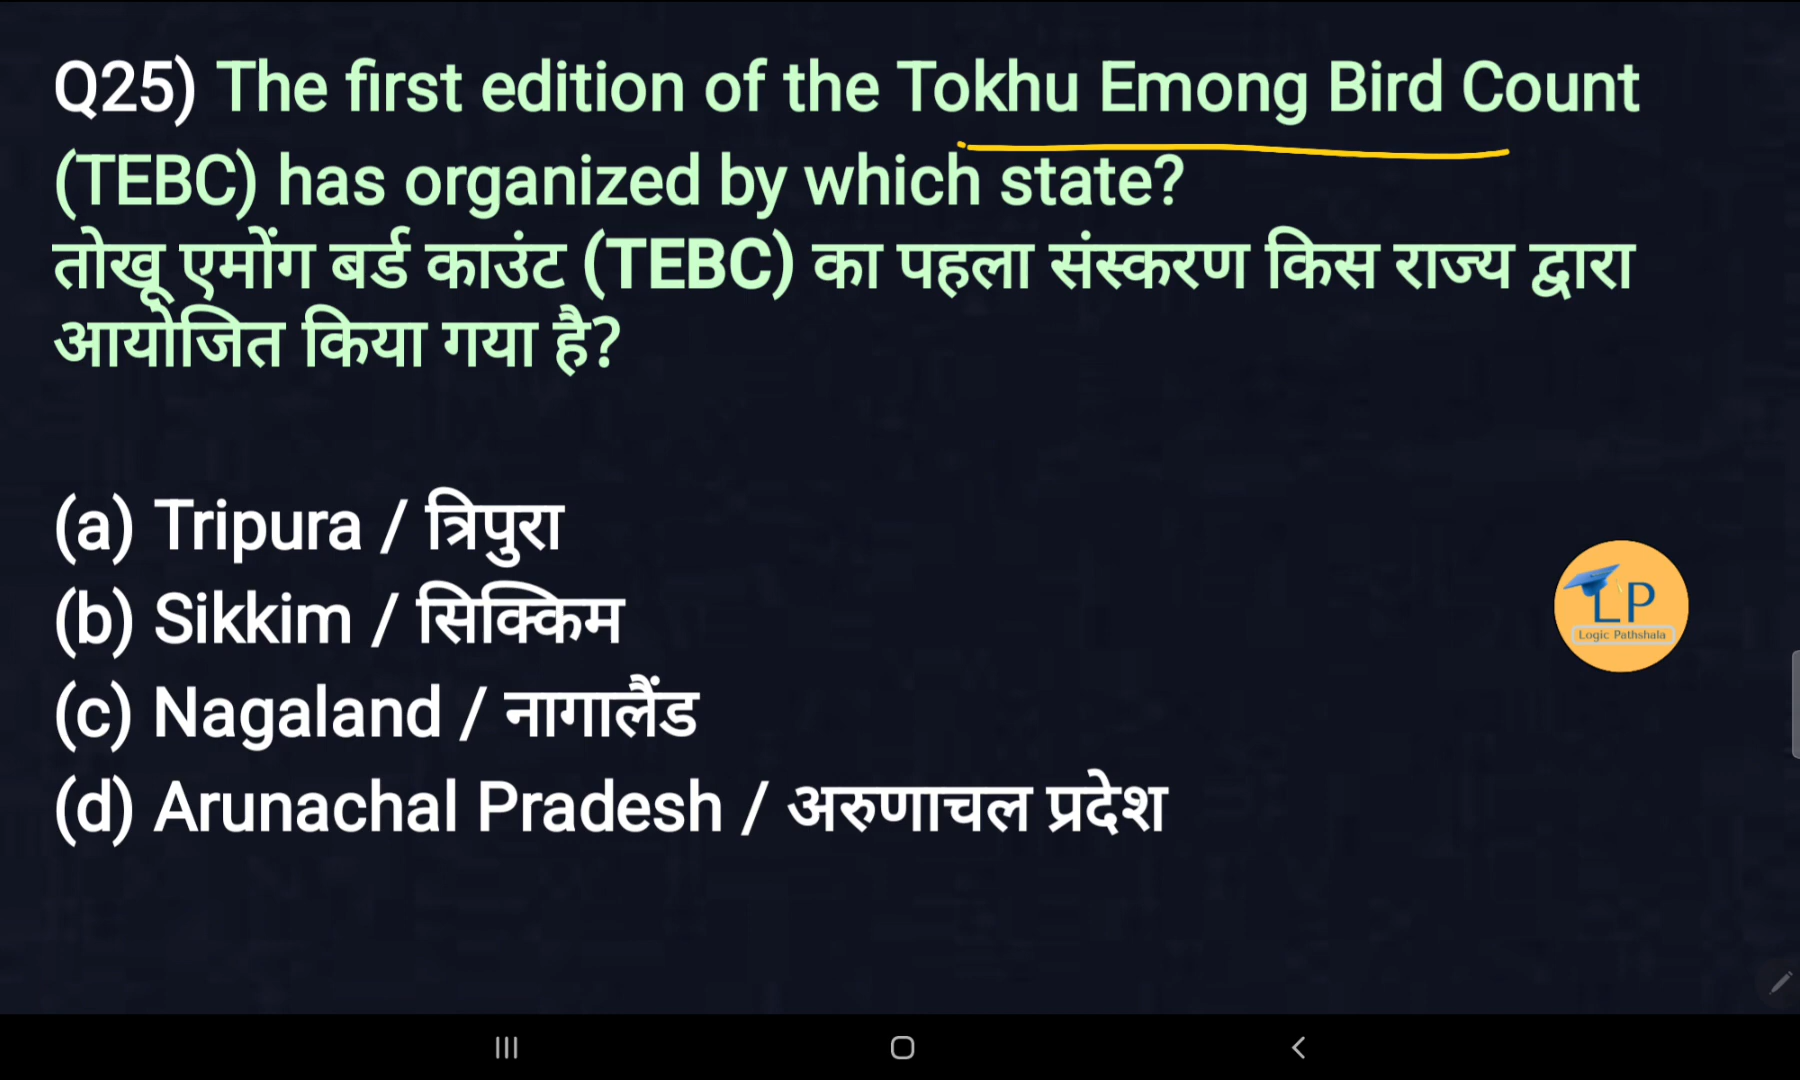 Q25) The first edition of the Tokhu Emong Bird Count
(TEBC) has organized by which state?
तोखू एमोंग बर्ड काउंट (TEBC) का पहला संस्करण किस राज्य द्वारा
आयोजित किया गया है?
(a) Tripura / त्रिपुरा
(b) Sikkim / सिक्किम
(c) Nagaland / नागालैंड
(d) Arunachal Pradesh / अरुणाचल प्रदेश
LP
Logic Pathshala